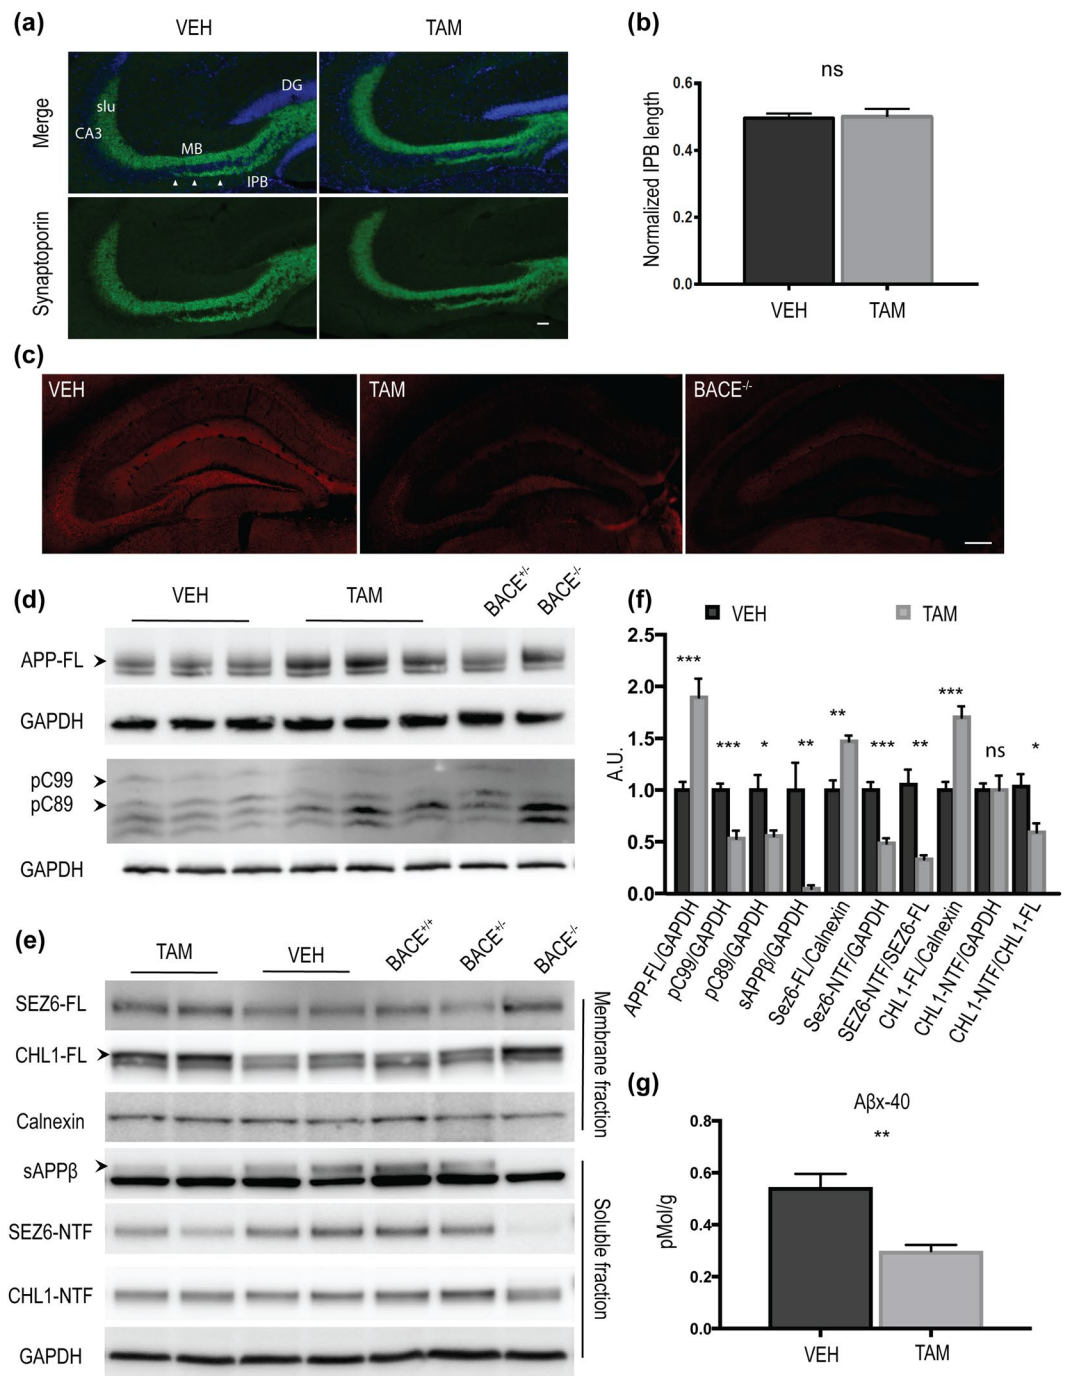 (a)
VEH
TAM
Merge
slu
DG
CA3
MB
IPB
Synaptoporin
(b)
ns
Normalized IPB length
0.6
0.4
0.2
0.0
VEH
TAM
(c)
VEH
TAM
BACE-/-
(d)
VEH
TAM
BACE+/-
BACE-/-
APP-FL
GAPDH
pC99
pC89
GAPDH
(e)
TAM
VEH
BACE+/+
BACE+/-
BACE-/-
SEZ6-FL
CHL1-FL
Calnexin
Membrane fraction
sAPPβ
SEZ6-NTF
CHL1-NTF
GAPDH
Soluble fraction
(f)
VEH
TAM
A.U.
2.5
2.0
1.5
1.0
0.5
0.0
*** *** * ** ** *** ** *** ns *
APP-FL/GAPDH
pC99/GAPDH
pC89/GAPDH
sAPPβ/GAPDH
Sez6-FL/Calnexin
Sez6-NTF/GAPDH
SEZ6-NTF/SEZ6-FL
CHL1-FL/Calnexin
CHL1-NTF/GAPDH
CHL1-NTF/CHL1-FL
(g)
Aβx-40
**
pMol/g
0.8
0.6
0.4
0.2
0.0
VEH
TAM